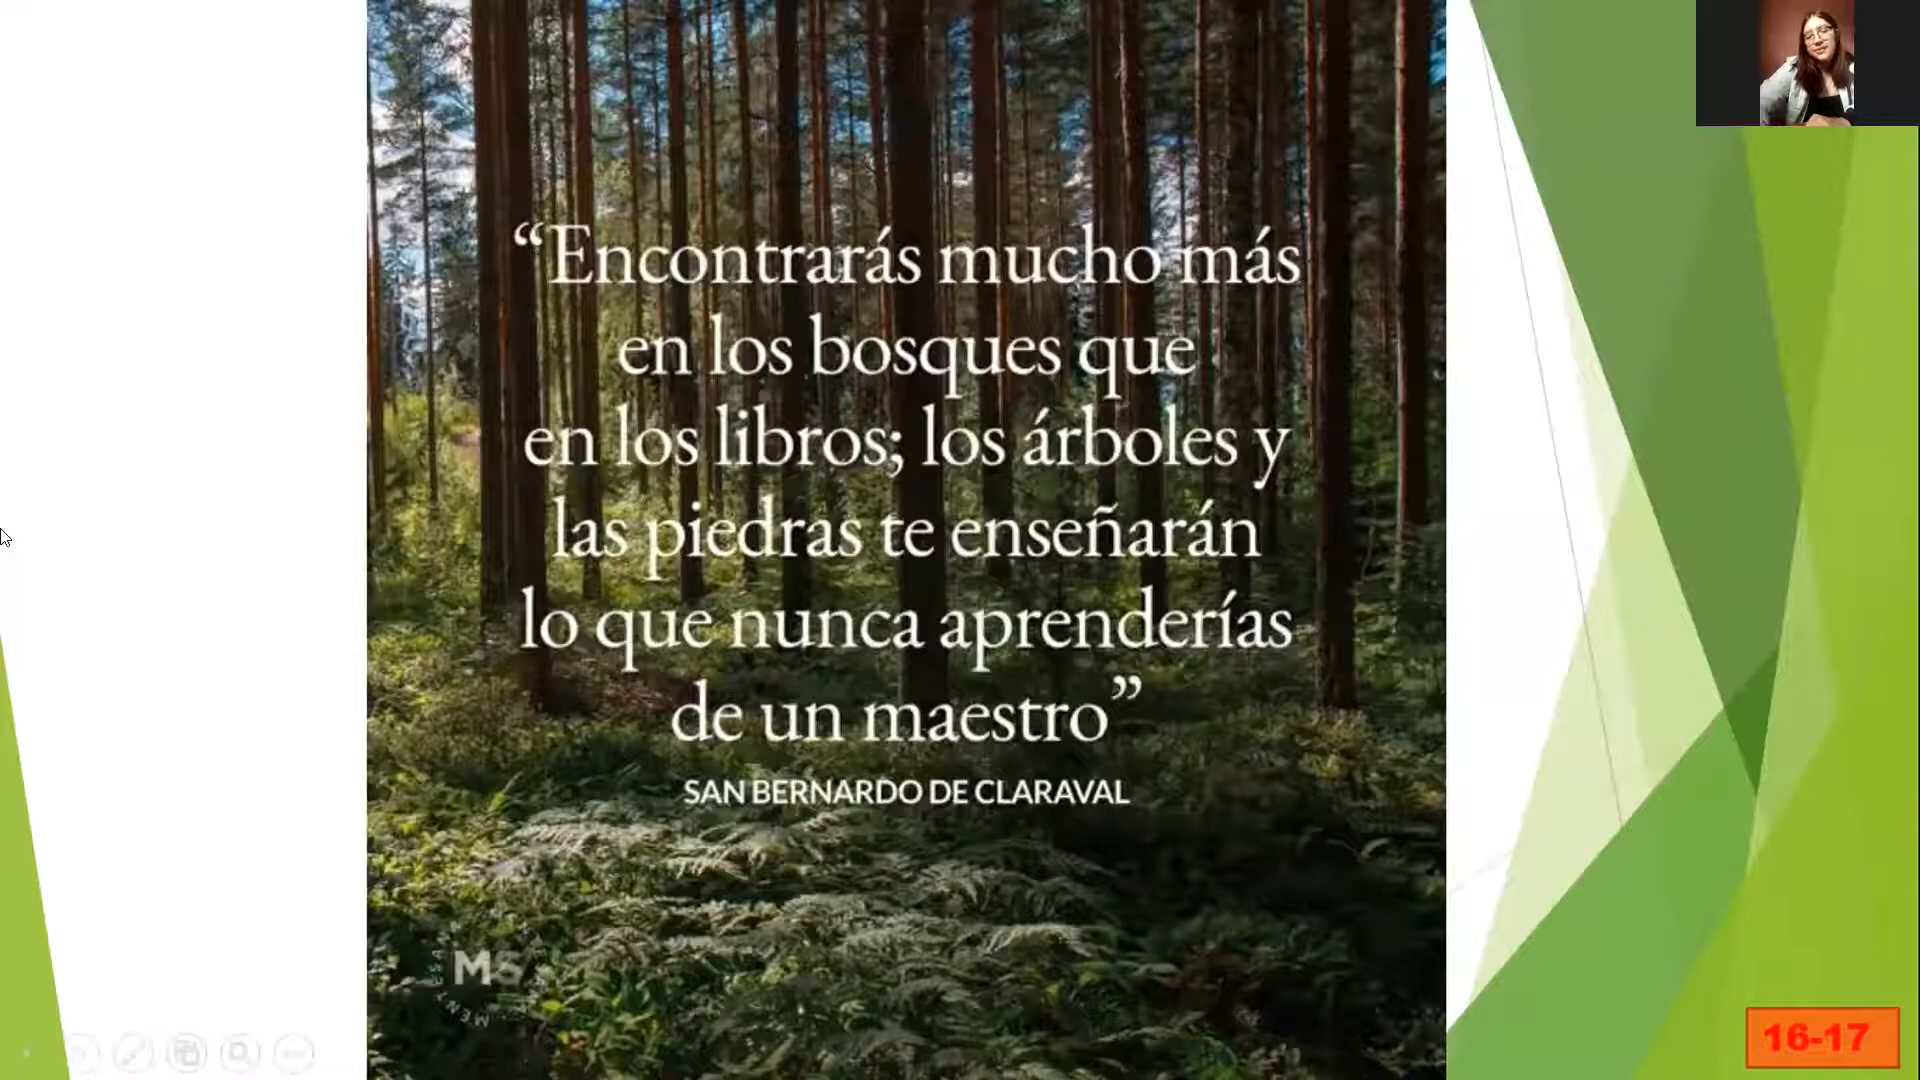 “Encontrarás mucho más
en los bosques que
en los libros; los árboles y
las piedras te enseñarán
lo que nunca aprenderías
de un maestro”
SAN BERNARDO DE CLARAVAL
MS
16-17